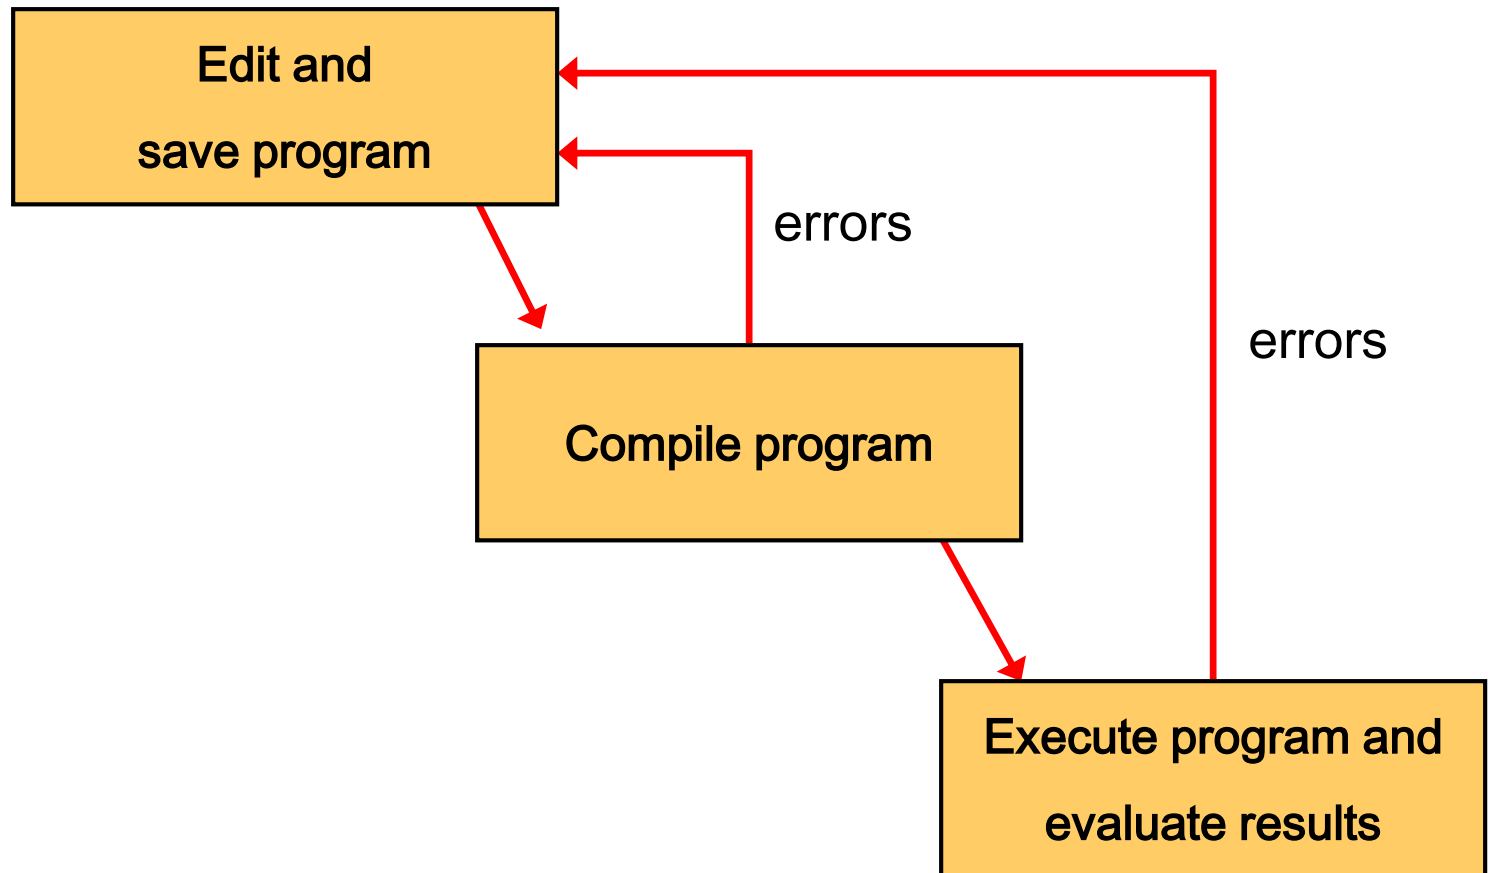 Edit and
save program
errors
errors
Compile program
Execute program and
evaluate results